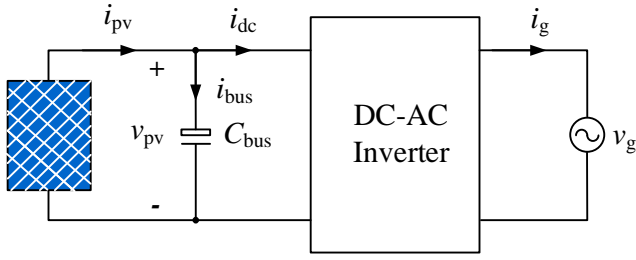 i_pv
i_dc
i_g
+
i_bus
v_pv
C_bus
DC-AC
Inverter
v_g
-